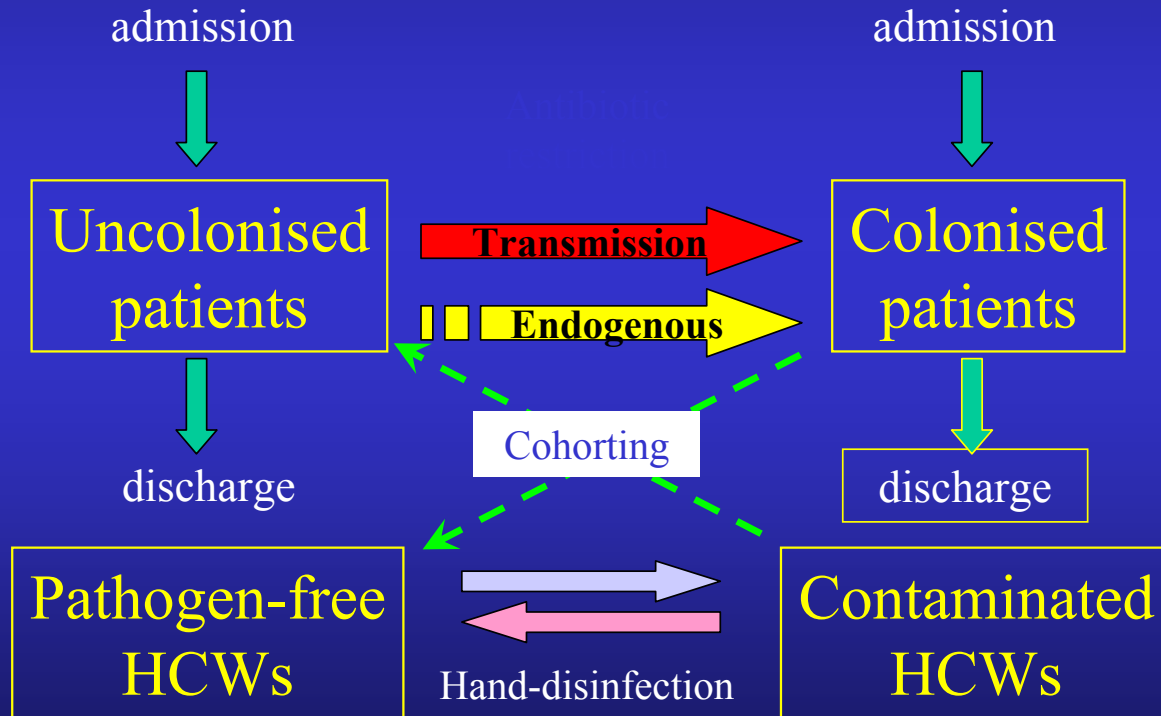 admission
admission
Uncolonised
patients
Transmission
Endogenous
Colonised
patients
Cohorting
discharge
discharge
Pathogen-free
HCWs
Hand-disinfection
Contaminated
HCWs